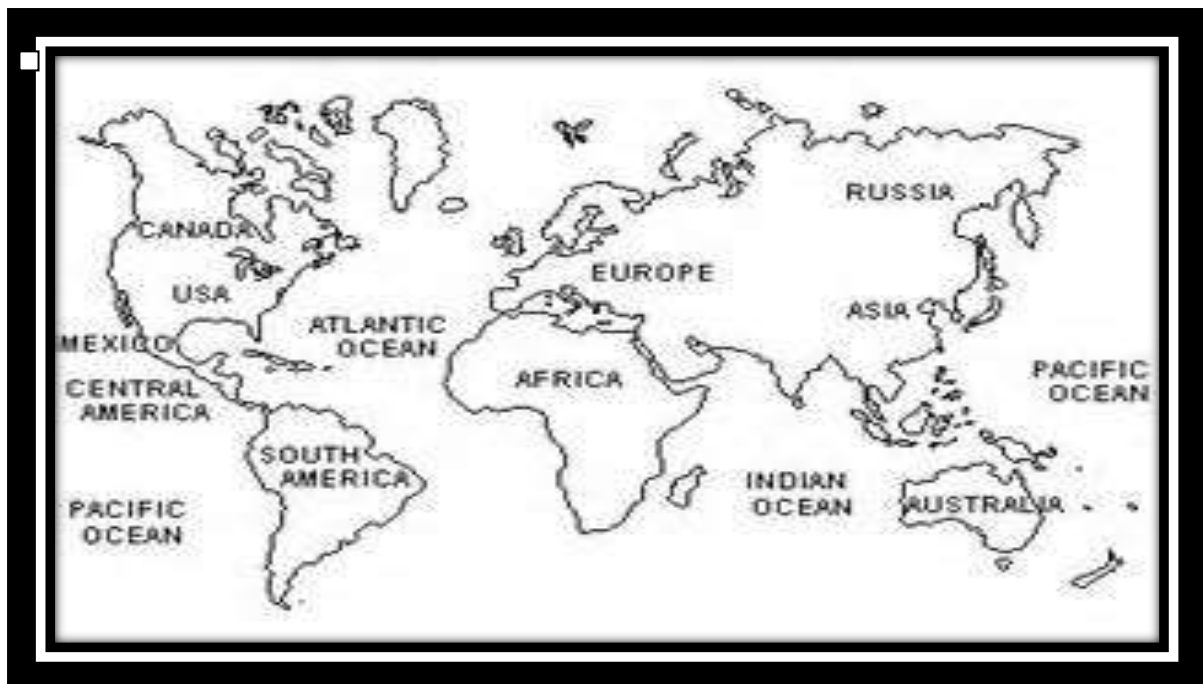 RUSSIA
CANADA
EUROPE
USA
ASIA
ATLANTIC
OCEAN
MEXICO
AFRICA
PACIFIC
OCEAN
CENTRAL
AMERICA
SOUTH
AMERICA
INDIAN
OCEAN
AUSTRALIA
PACIFIC
OCEAN